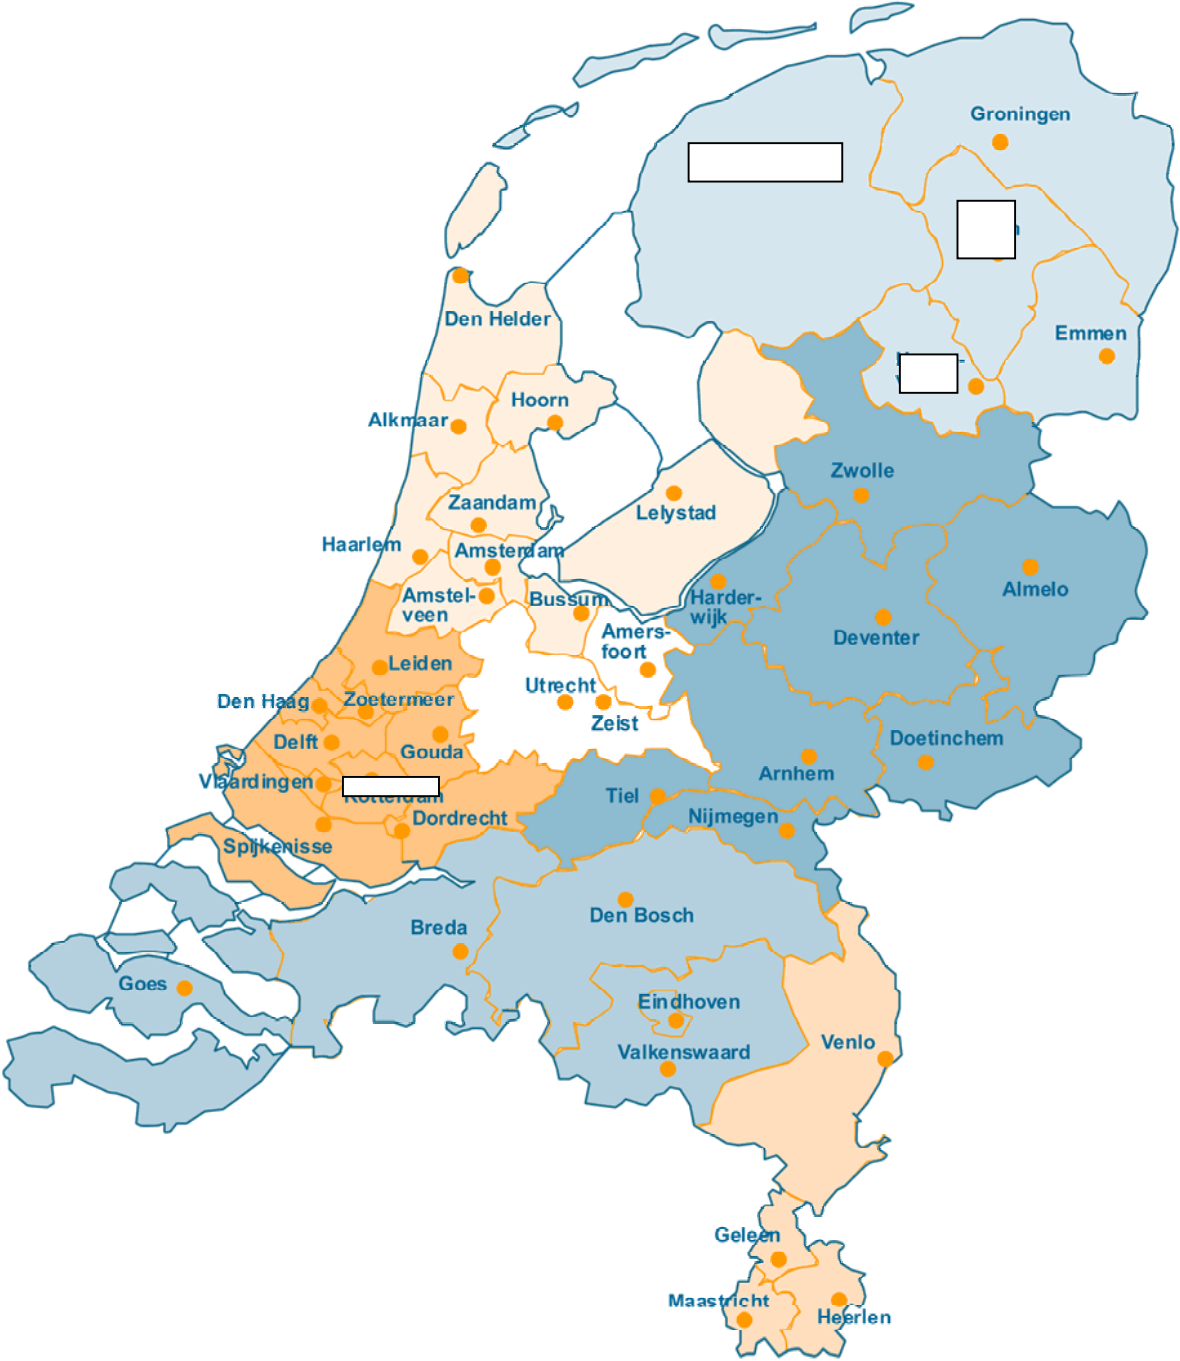 Groningen
Emmen
Den Helder
Hoorn
Alkmaar
Zwolle
Zaandam
Lelystad
Haarlem
Amsterdam
Almelo
Amstel-
veen
Bussum
Harder-
wijk
Amers-
foort
Deventer
Leiden
Utrecht
Zeist
Den Haag
Zoetermeer
Delft
Gouda
Doetinchem
Arnhem
Vlaardingen
Rotterdam
Tiel
Nijmegen
Dordrecht
Spijkenisse
Den Bosch
Breda
Goes
Eindhoven
Venlo
Valkenswaard
Geleen
Maastricht
Heerlen